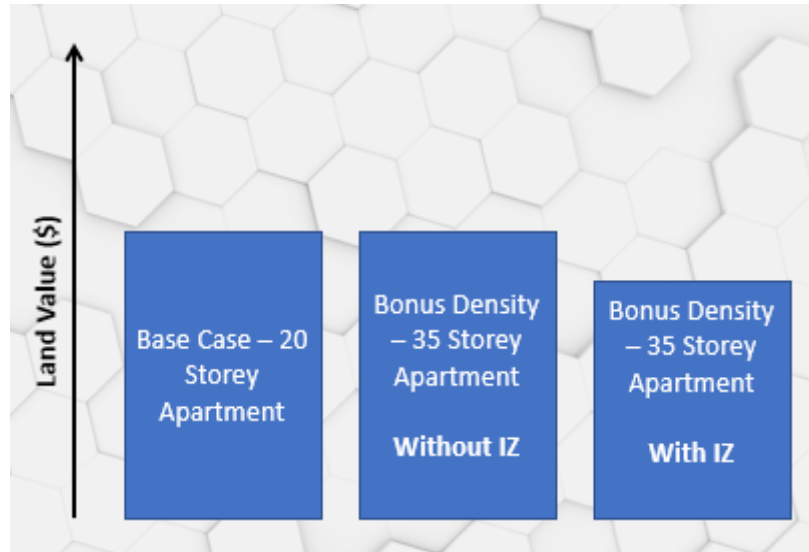 Land Value ($)
Base Case – 20
Storey
Apartment
Bonus Density
– 35 Storey
Apartment
Without IZ
Bonus Density
– 35 Storey
Apartment
With IZ